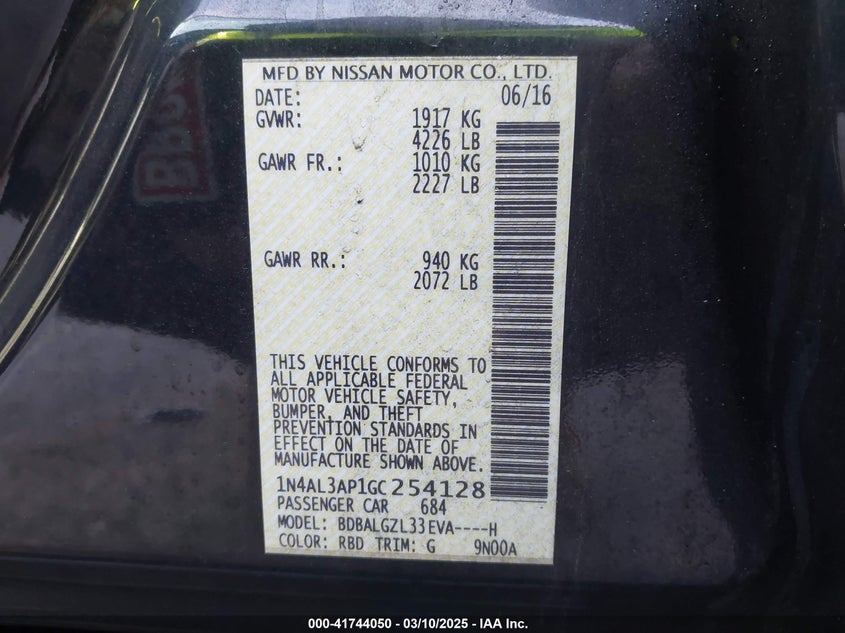 MFD BY NISSAN MOTOR CO., LTD.
DATE: 06/16
GVWR: 1917 KG
4226 LB
GAWR FR.: 1010 KG
2227 LB
GAWR RR.: 940 KG
2072 LB
THIS VEHICLE CONFORMS TO
ALL APPLICABLE FEDERAL
MOTOR VEHICLE SAFETY,
BUMPER, AND THEFT
PREVENTION STANDARDS IN
EFFECT ON THE DATE OF
MANUFACTURE SHOWN ABOVE.
1N4AL3AP1GC254128
PASSENGER CAR 684
MODEL: BDBALGZL33EVA----H
COLOR: RBD TRIM: G 9N00A
000-41744050 - 03/10/2025 - IAA Inc.